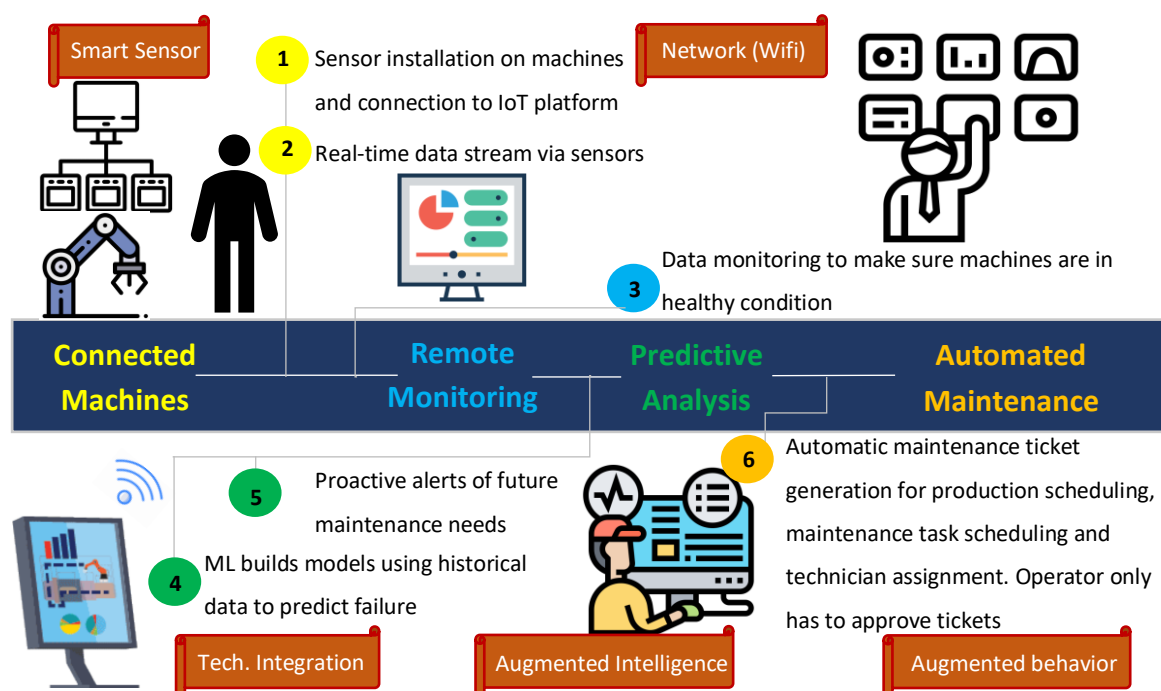 Smart Sensor
1
Sensor installation on machines
and connection to IoT platform
Network (Wifi)
2
Real-time data stream via sensors
3
Data monitoring to make sure machines are in
healthy condition
Connected
Machines
Remote
Monitoring
Predictive
Analysis
Automated
Maintenance
5
Proactive alerts of future
maintenance needs
4
ML builds models using historical
data to predict failure
6
Automatic maintenance ticket
generation for production scheduling,
maintenance task scheduling and
technician assignment. Operator only
has to approve tickets
Tech. Integration
Augmented Intelligence
Augmented behavior